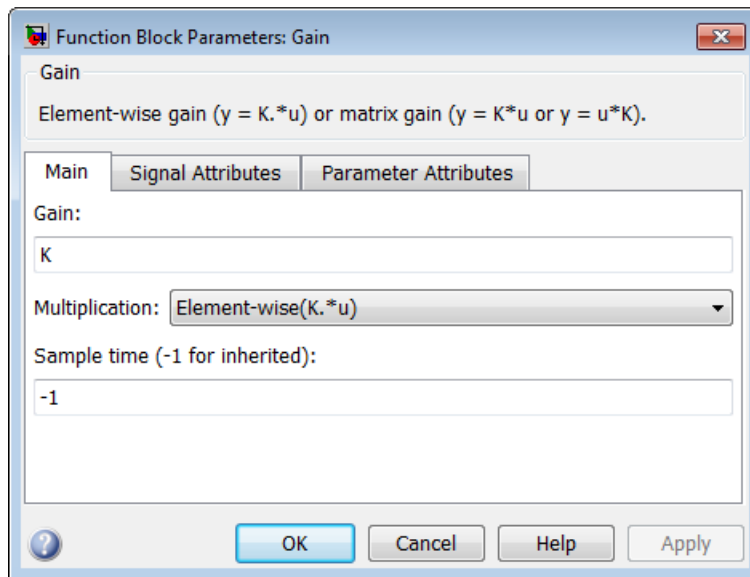 Function Block Parameters: Gain
Gain
Element-wise gain (y = K.*u) or matrix gain (y = K*u or y = u*K).
Main Signal Attributes Parameter Attributes
Gain:
K
Multiplication: Element-wise(K.*u)
Sample time (-1 for inherited):
-1
OK Cancel Help Apply